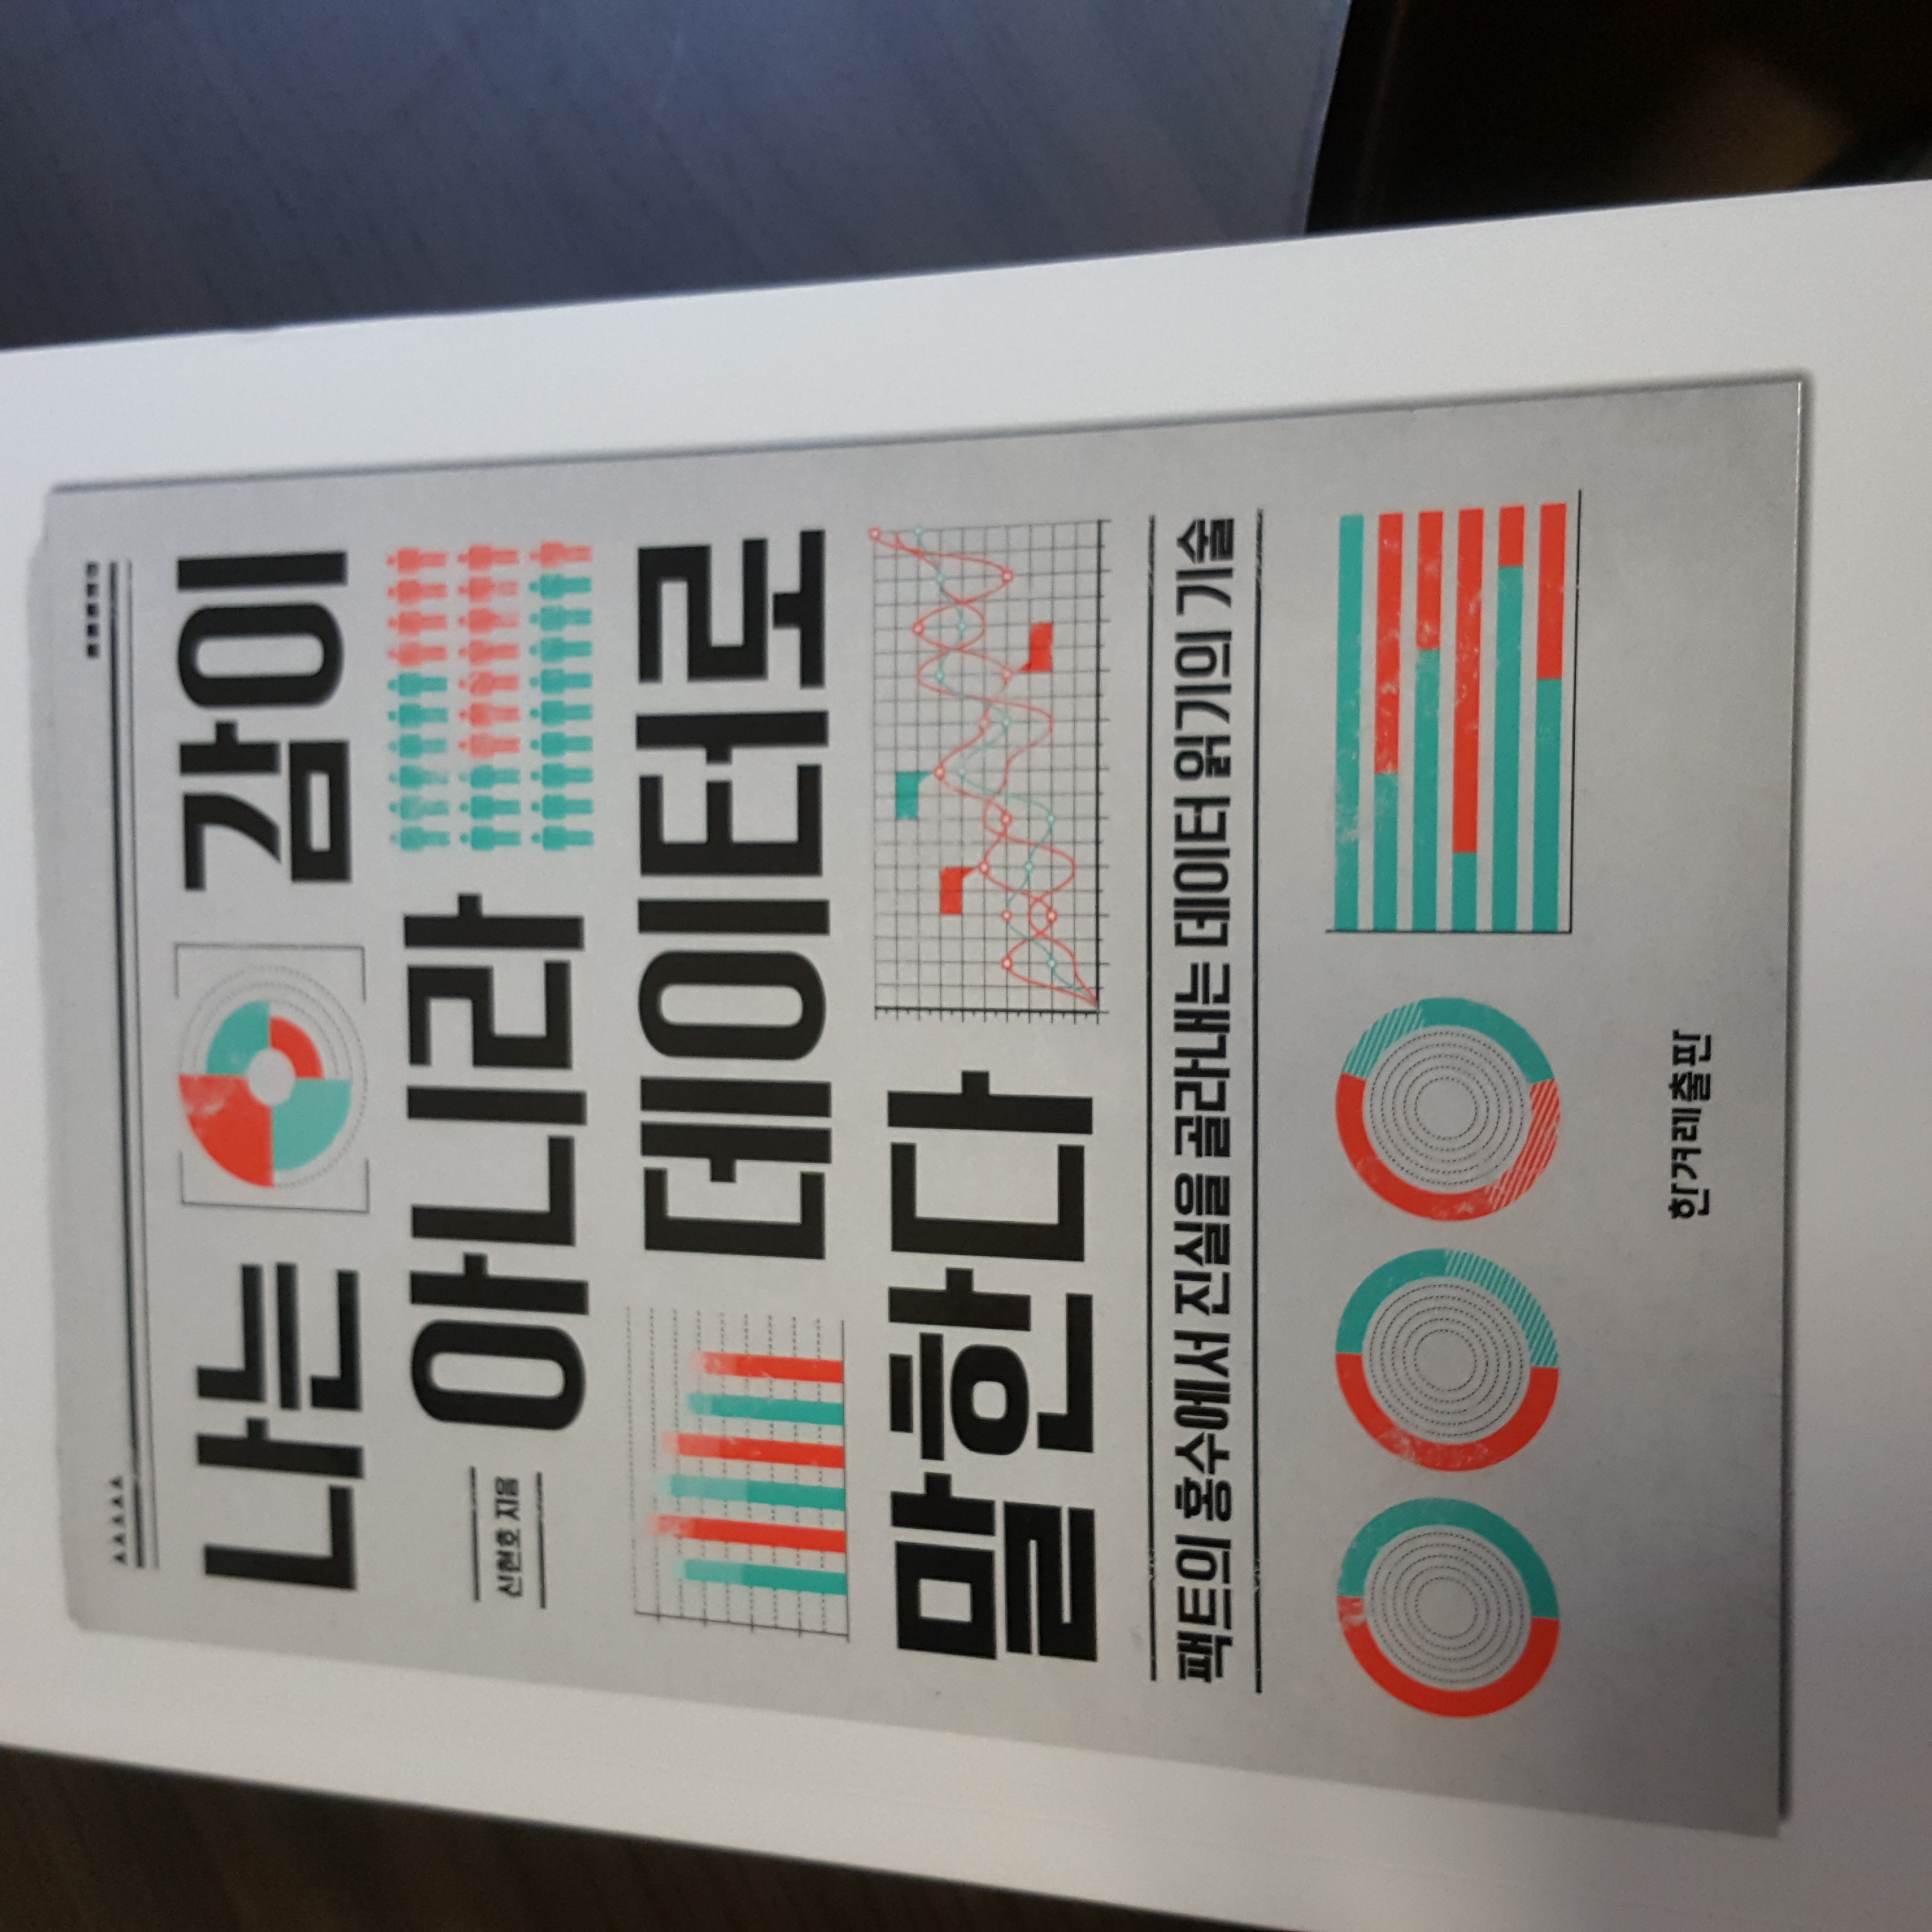 나는 감이
아니라
신현호 지음
데이터로
말한다
팩트의 홍수에서 진실을 골라내는 데이터 읽기의 기술
한겨레출판